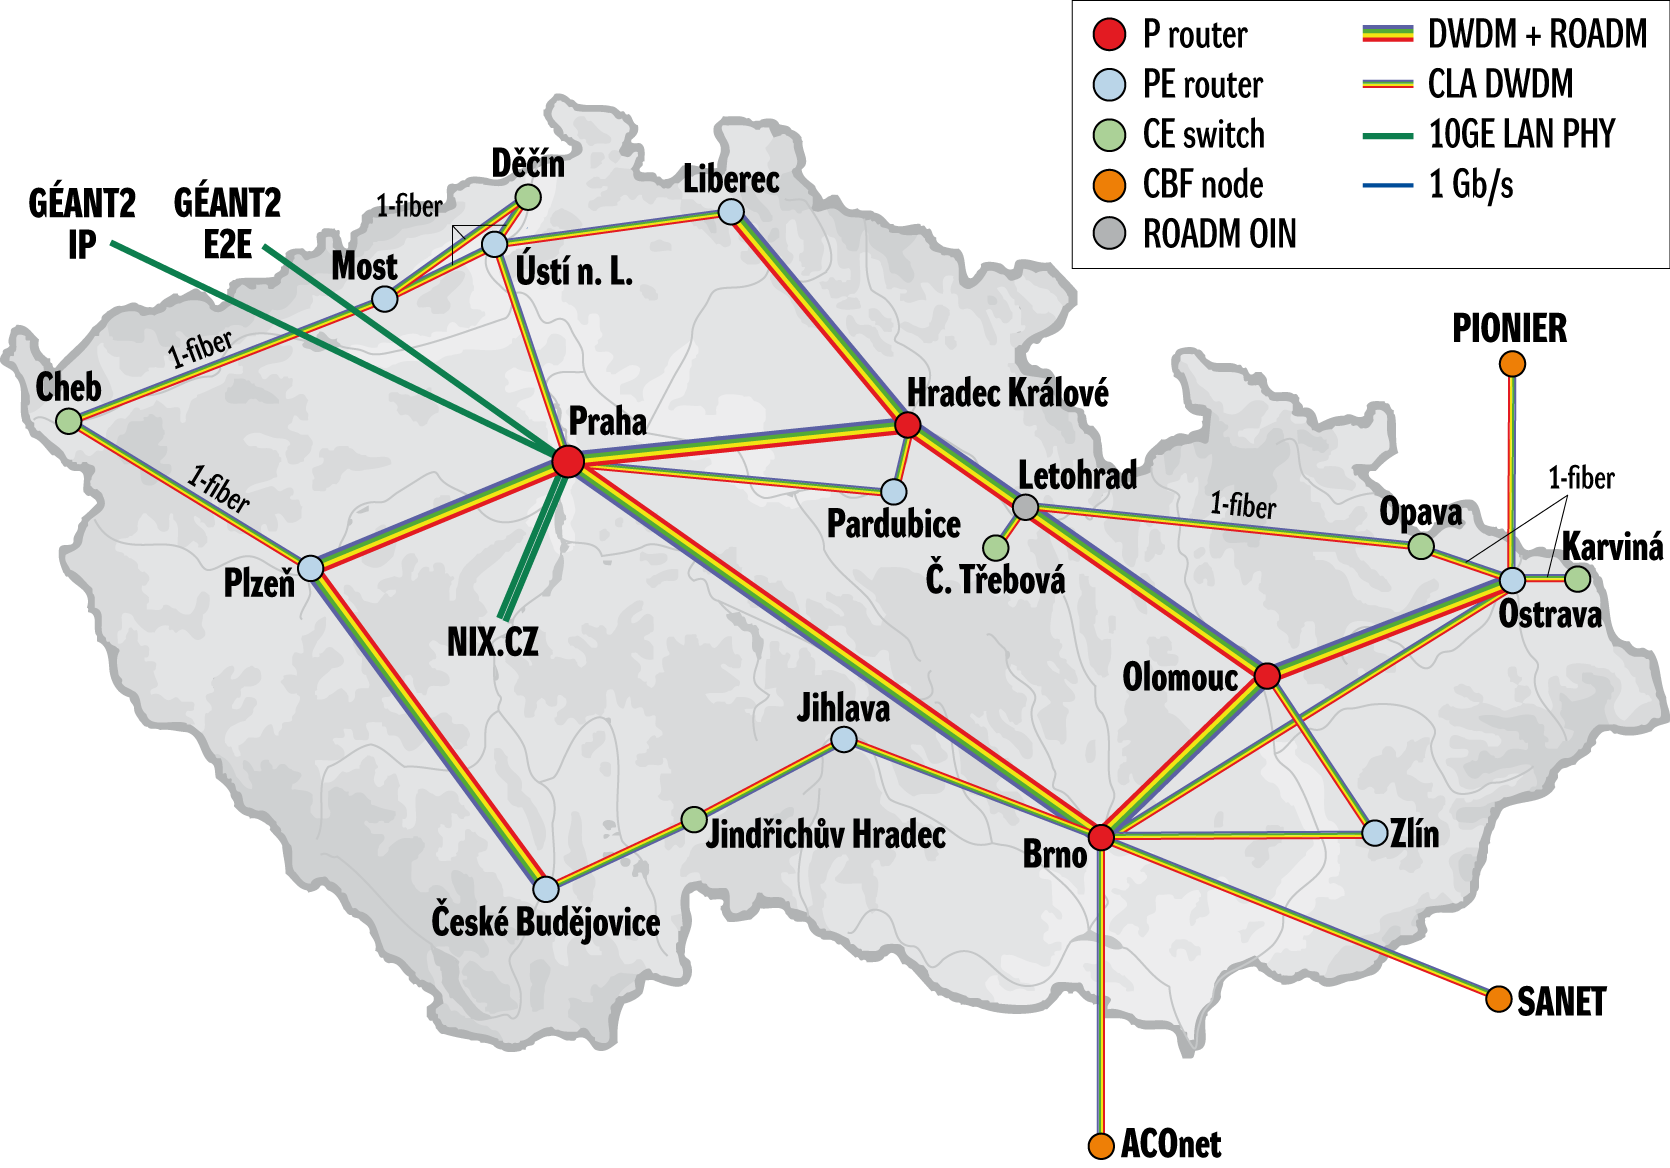 P router
PE router
CE switch
CBF node
ROADM OIN
DWDM + ROADM
CLA DWDM
10GE LAN PHY
1 Gb/s
GÉANT2
IP
GÉANT2
E2E
1-fiber
Děčín
Liberec
Most
Ústí n. L.
1-fiber
Cheb
1-fiber
Praha
Hradec Králové
PIONIER
Letohrad
1-fiber
Opava
1-fiber
Karviná
Pardubice
Č. Třebová
Plzeň
NIX.CZ
Ostrava
Olomouc
Jihlava
Jindřichův Hradec
Brno
Zlín
České Budějovice
SANET
ACOnet